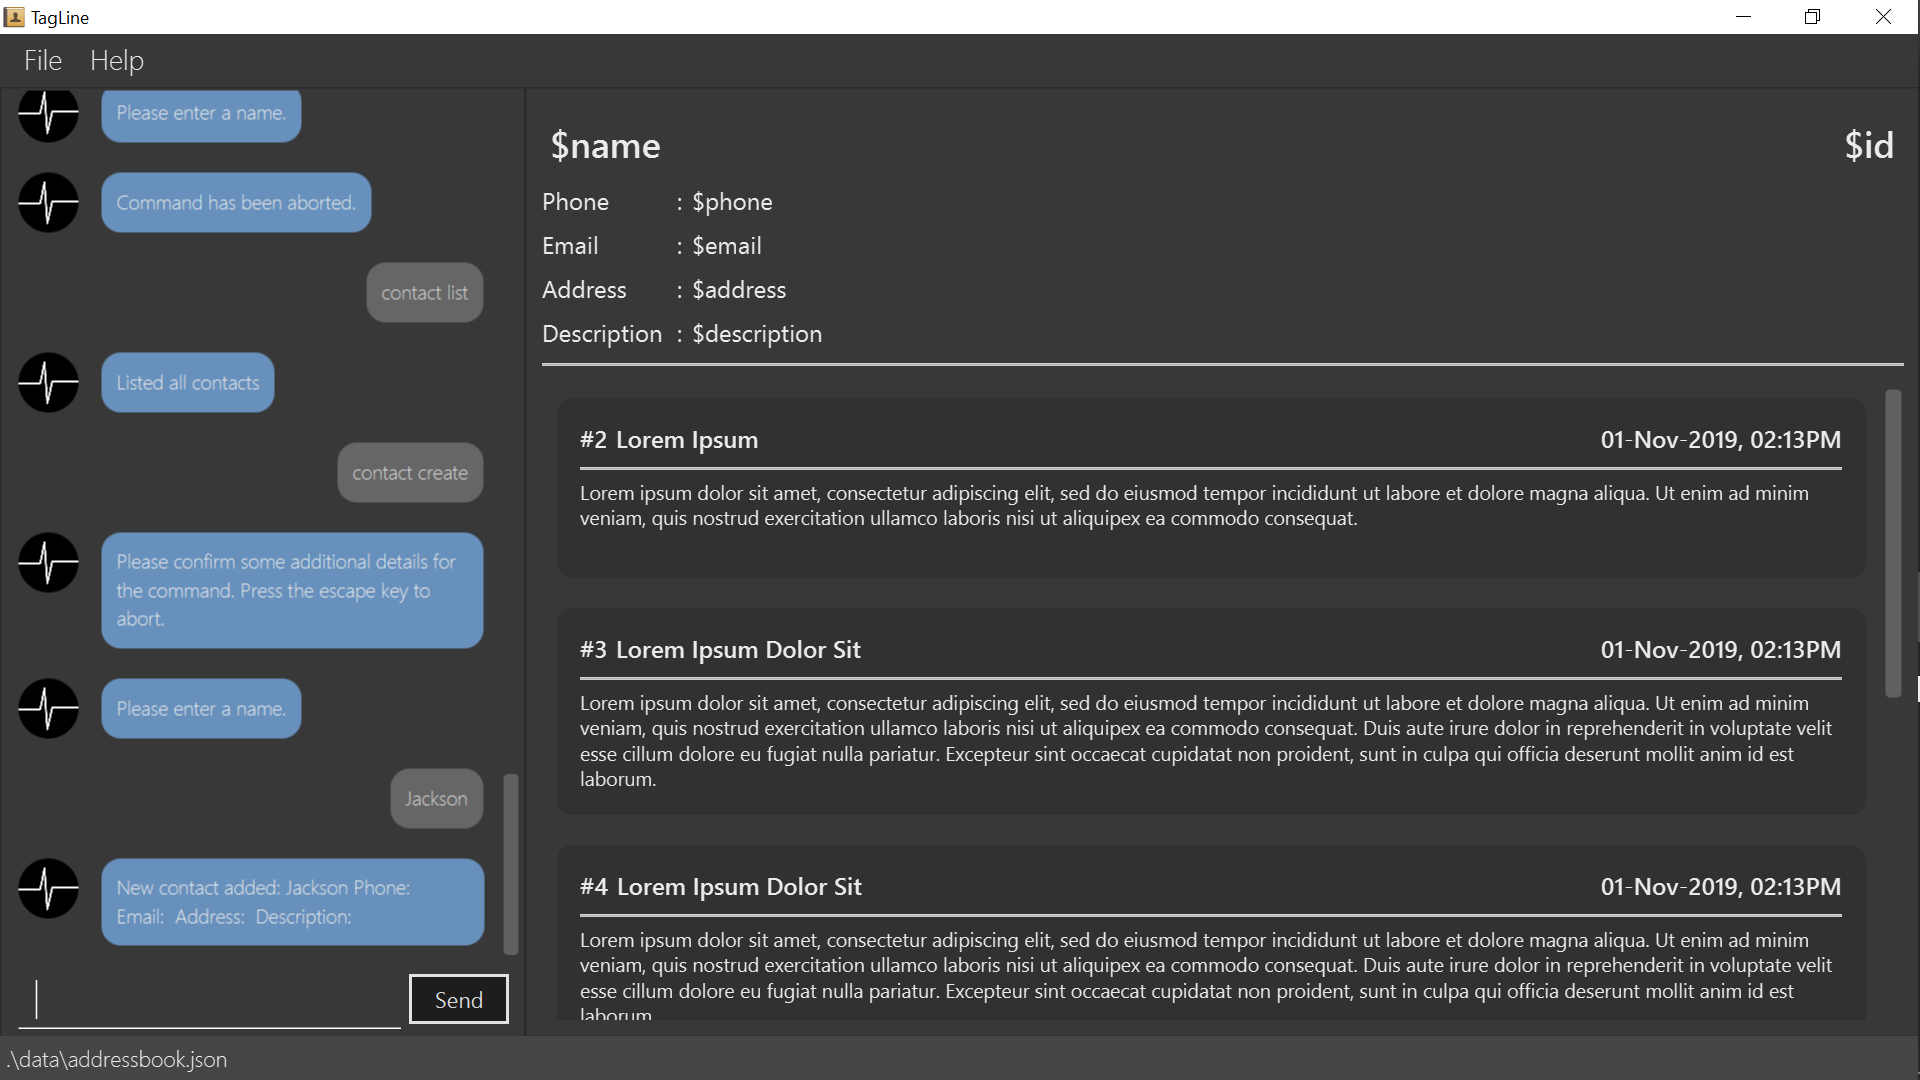 TagLine
File Help
Please enter a name.
Command has been aborted.
contact list
Listed all contacts
contact create
Please confirm some additional details for
the command. Press the escape key to
abort.
Please enter a name.
Jackson
New contact added: Jackson Phone:
Email: Address: Description:
Send
$name $id
Phone : $phone
Email : $email
Address : $address
Description : $description
#2 Lorem Ipsum 01-Nov-2019, 02:13PM
Lorem ipsum dolor sit amet, consectetur adipiscing elit, sed do eiusmod tempor incididunt ut labore et dolore magna aliqua. Ut enim ad minim
veniam, quis nostrud exercitation ullamco laboris nisi ut aliquipex ea commodo consequat.
#3 Lorem Ipsum Dolor Sit 01-Nov-2019, 02:13PM
Lorem ipsum dolor sit amet, consectetur adipiscing elit, sed do eiusmod tempor incididunt ut labore et dolore magna aliqua. Ut enim ad minim
veniam, quis nostrud exercitation ullamco laboris nisi ut aliquipex ea commodo consequat. Duis aute irure dolor in reprehenderit in voluptate velit
esse cillum dolore eu fugiat nulla pariatur. Excepteur sint occaecat cupidatat non proident, sunt in culpa qui officia deserunt mollit anim id est
laborum.
#4 Lorem Ipsum Dolor Sit 01-Nov-2019, 02:13PM
Lorem ipsum dolor sit amet, consectetur adipiscing elit, sed do eiusmod tempor incididunt ut labore et dolore magna aliqua. Ut enim ad minim
veniam, quis nostrud exercitation ullamco laboris nisi ut aliquipex ea commodo consequat. Duis aute irure dolor in reprehenderit in voluptate velit
esse cillum dolore eu fugiat nulla pariatur. Excepteur sint occaecat cupidatat non proident, sunt in culpa qui officia deserunt mollit anim id est
laborum.
.\data\addressbook.json